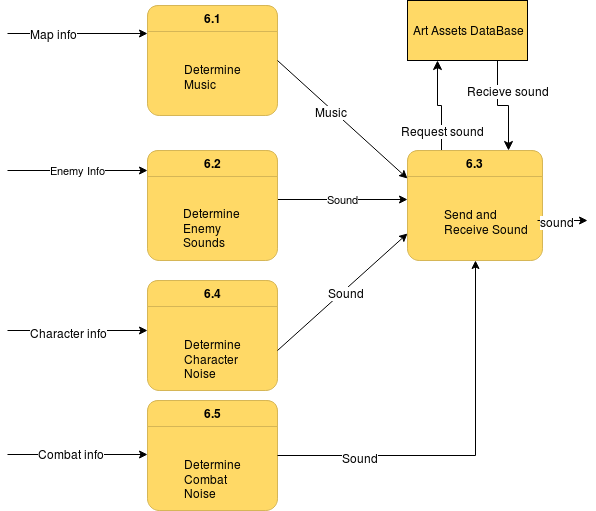 Map info
6.1
Determine
Music
Music
Art Assets DataBase
Request sound
Recieve sound
Enemy Info
6.2
Determine
Enemy
Sounds
Sound
6.3
Send and
Receive Sound
sound
Character info
6.4
Determine
Character
Noise
Sound
Combat info
6.5
Determine
Combat
Noise
Sound